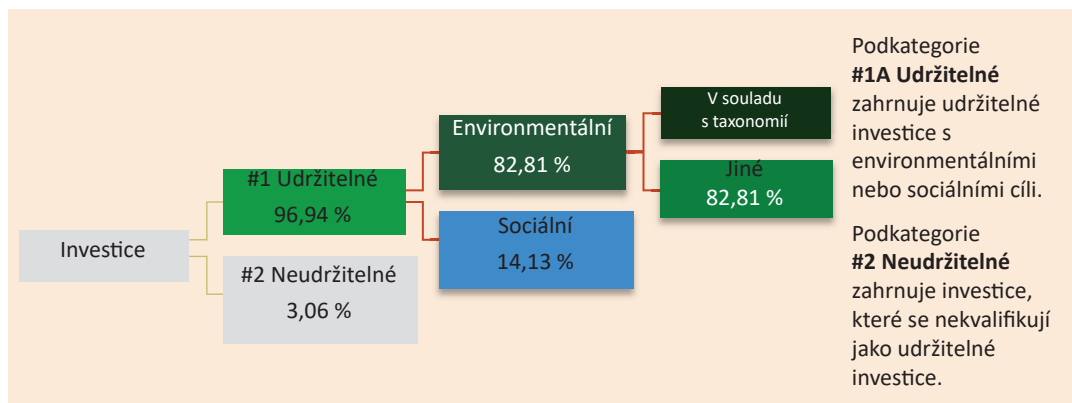 Investice
#1 Udržitelné
96,94 %
#2 Neudržitelné
3,06 %
Environmentální
82,81 %
Sociální
14,13 %
V souladu
s taxonomií
Jiné
82,81 %
Podkategorie
#1A Udržitelné
zahrnuje udržitelné
investice s
environmentálními
nebo sociálními cíli.
Podkategorie
#2 Neudržitelné
zahrnuje investice,
které se nekvalifikují
jako udržitelné
investice.